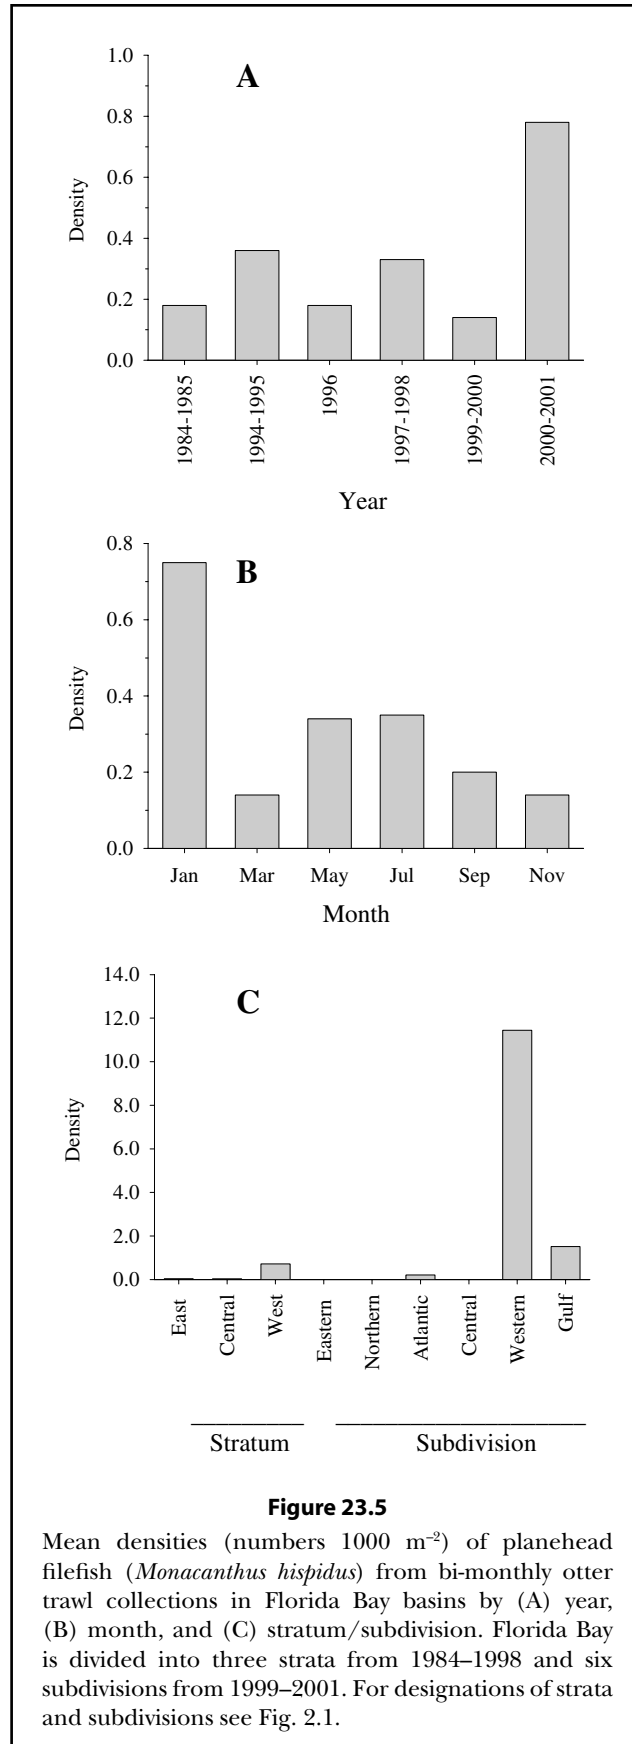 A
1.0
0.8
0.6
0.4
0.2
0.0
Density
1984-1985
1994-1995
1996
1997-1998
1999-2000
2000-2001
Year
B
0.8
0.6
0.4
0.2
0.0
Density
Jan Mar May Jul Sep Nov
Month
C
14.0
12.0
10.0
8.0
6.0
4.0
2.0
0.0
Density
East
Central
West
Eastern
Northern
Atlantic
Central
Western
Gulf
Stratum Subdivision
Figure 23.5
Mean densities (numbers 1000 m⁻²) of planehead
filefish (Monacanthus hispidus) from bi-monthly otter
trawl collections in Florida Bay basins by (A) year,
(B) month, and (C) stratum/subdivision. Florida Bay
is divided into three strata from 1984–1998 and six
subdivisions from 1999–2001. For designations of strata
and subdivisions see Fig. 2.1.